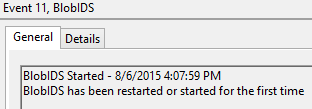 Event 11, BlobIDS
General Details
BlobIDS Started - 8/6/2015 4:07:59 PM
BlobIDS has been restarted or started for the first time